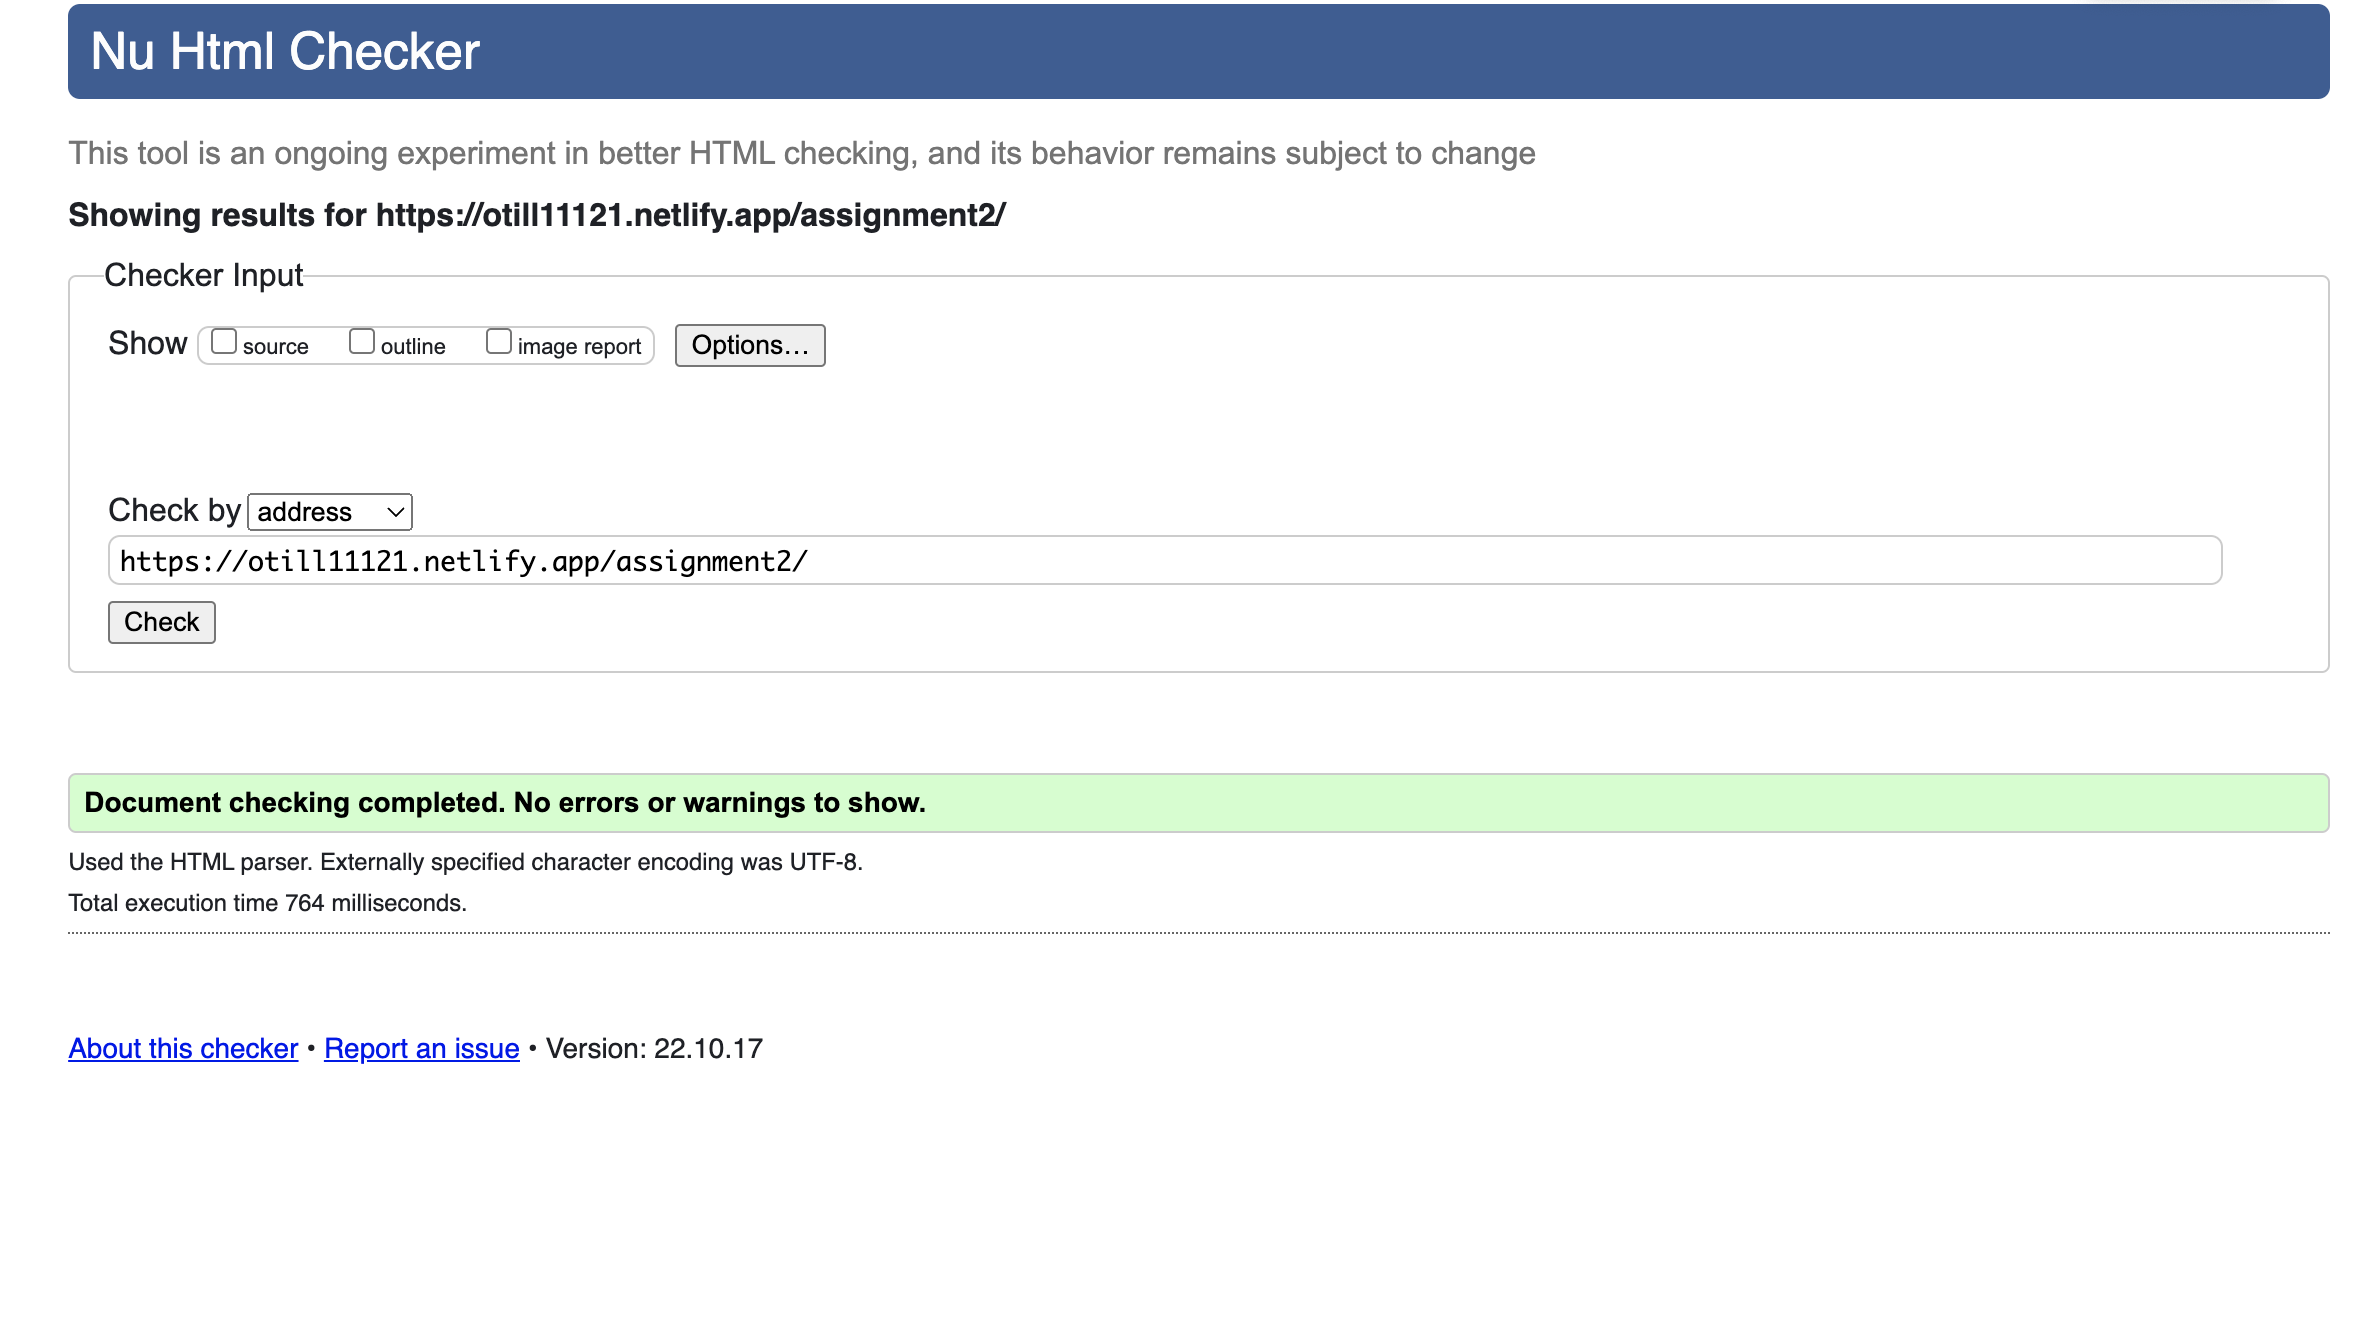 Nu Html Checker
This tool is an ongoing experiment in better HTML checking, and its behavior remains subject to change
Showing results for https://otill11121.netlify.app/assignment2/
Checker Input
Show source outline image report Options...
Check by address
https://otill11121.netlify.app/assignment2/
Check
Document checking completed. No errors or warnings to show.
Used the HTML parser. Externally specified character encoding was UTF-8.
Total execution time 764 milliseconds.
About this checker • Report an issue • Version: 22.10.17